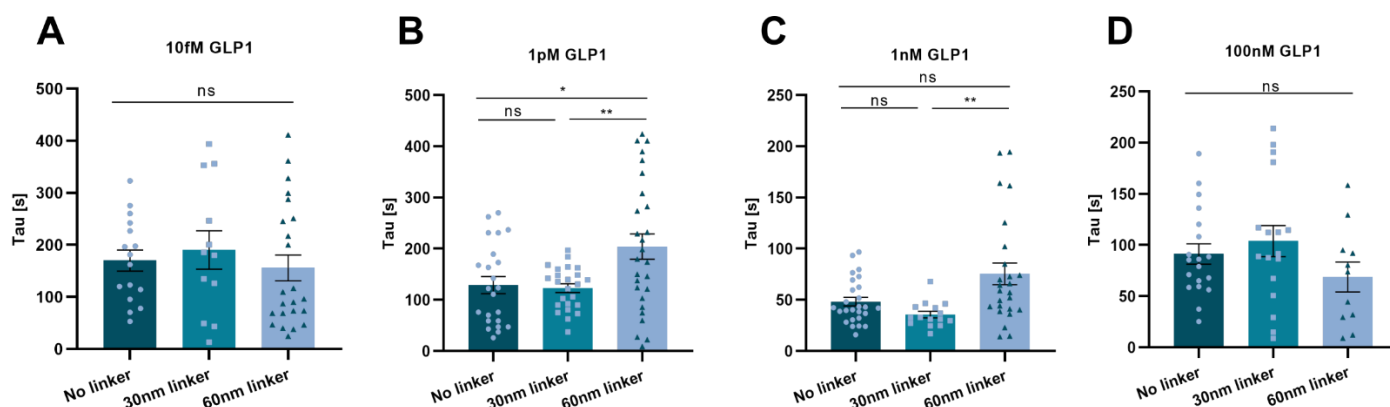 A
10fM GLP1
ns
Tau [s]
500
400
300
200
100
0
No linker
30nm linker
60nm linker
B
1pM GLP1
*
ns
**
Tau [s]
500
400
300
200
100
0
No linker
30nm linker
60nm linker
C
1nM GLP1
ns
ns
**
Tau [s]
250
200
150
100
50
0
No linker
30nm linker
60nm linker
D
100nM GLP1
ns
Tau [s]
250
200
150
100
50
0
No linker
30nm linker
60nm linker